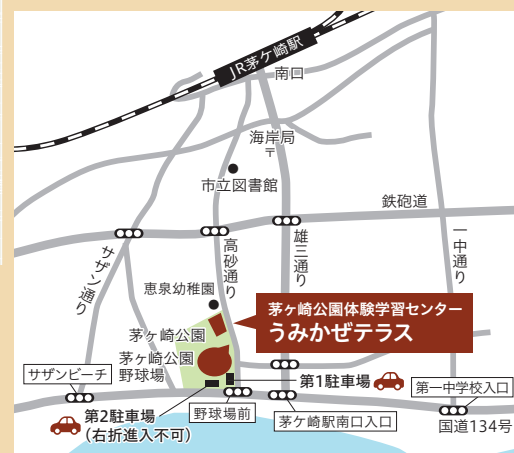 JR茅ケ崎駅
南口
海岸局
〒
市立図書館
鉄砲道
サザン通り
高砂通り
雄三通り
一中通り
恵泉幼稚園
茅ヶ崎公園体験学習センター
うみかぜテラス
茅ヶ崎公園
茅ヶ崎公園
野球場
サザンビーチ
第1駐車場
第一中学校入口
第2駐車場
(右折進入不可)
野球場前
茅ケ崎駅南口入口
国道134号